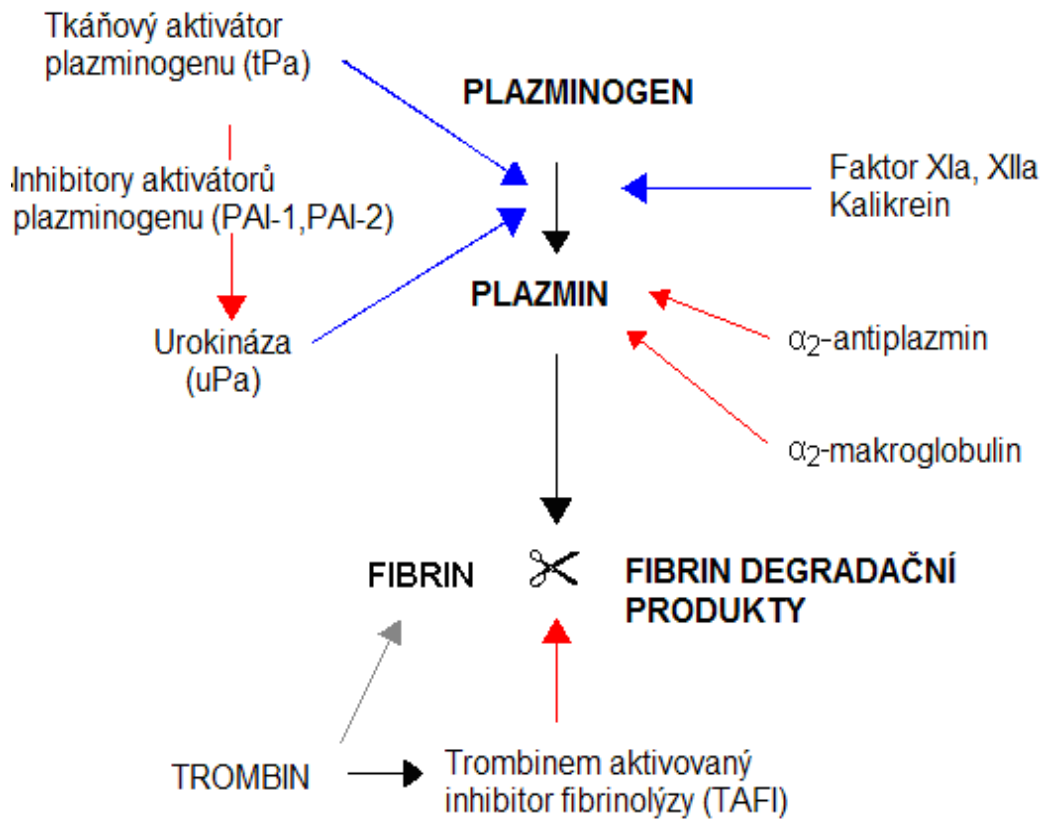 Tkáňový aktivátor
plazminogenu (tPa)
PLAZMINOGEN
Inhibitory aktivátorů
plazminogenu (PAI-1,PAI-2)
Faktor XIa, XIIa
Kalikrein
PLAZMIN
Urokináza
(uPa)
α2-antiplazmin
α2-makroglobulin
FIBRIN
FIBRIN DEGRADAČNÍ
PRODUKTY
TROMBIN
Trombinem aktivovaný
inhibitor fibrinolýzy (TAFI)